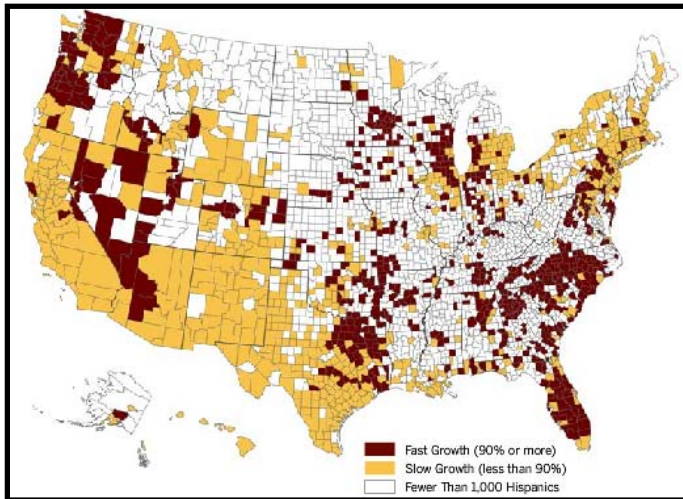 Fast Growth (90% or more)
Slow Growth (less than 90%)
Fewer Than 1,000 Hispanics